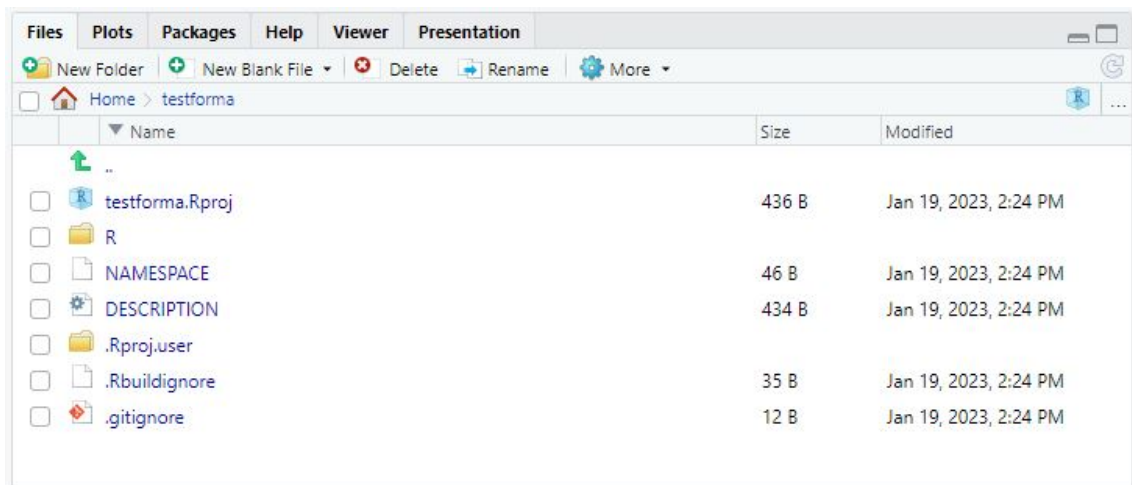 Files Plots Packages Help Viewer Presentation
New Folder New Blank File Delete Rename More
Home testforma R ...
Name Size Modified
..
R testforma.Rproj 436 B Jan 19, 2023, 2:24 PM
R
NAMESPACE 46 B Jan 19, 2023, 2:24 PM
DESCRIPTION 434 B Jan 19, 2023, 2:24 PM
.Rproj.user
.Rbuildignore 35 B Jan 19, 2023, 2:24 PM
.gitignore 12 B Jan 19, 2023, 2:24 PM